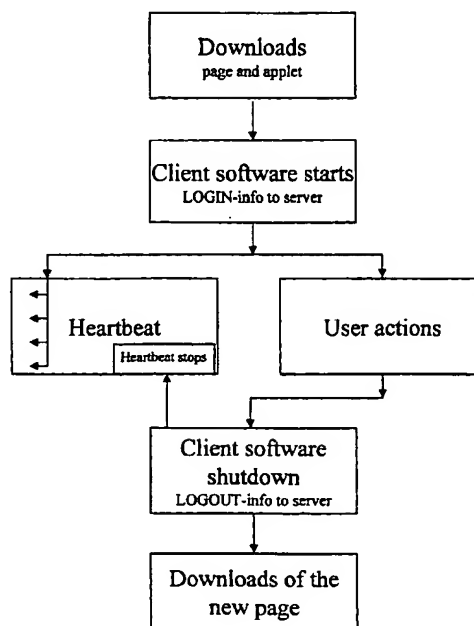 Downloads
page and applet
Client software starts
LOGIN-info to server
Heartbeat
Heartbeat stops
User actions
Client software
shutdown
LOGOUT-info to server
Downloads of the
new page